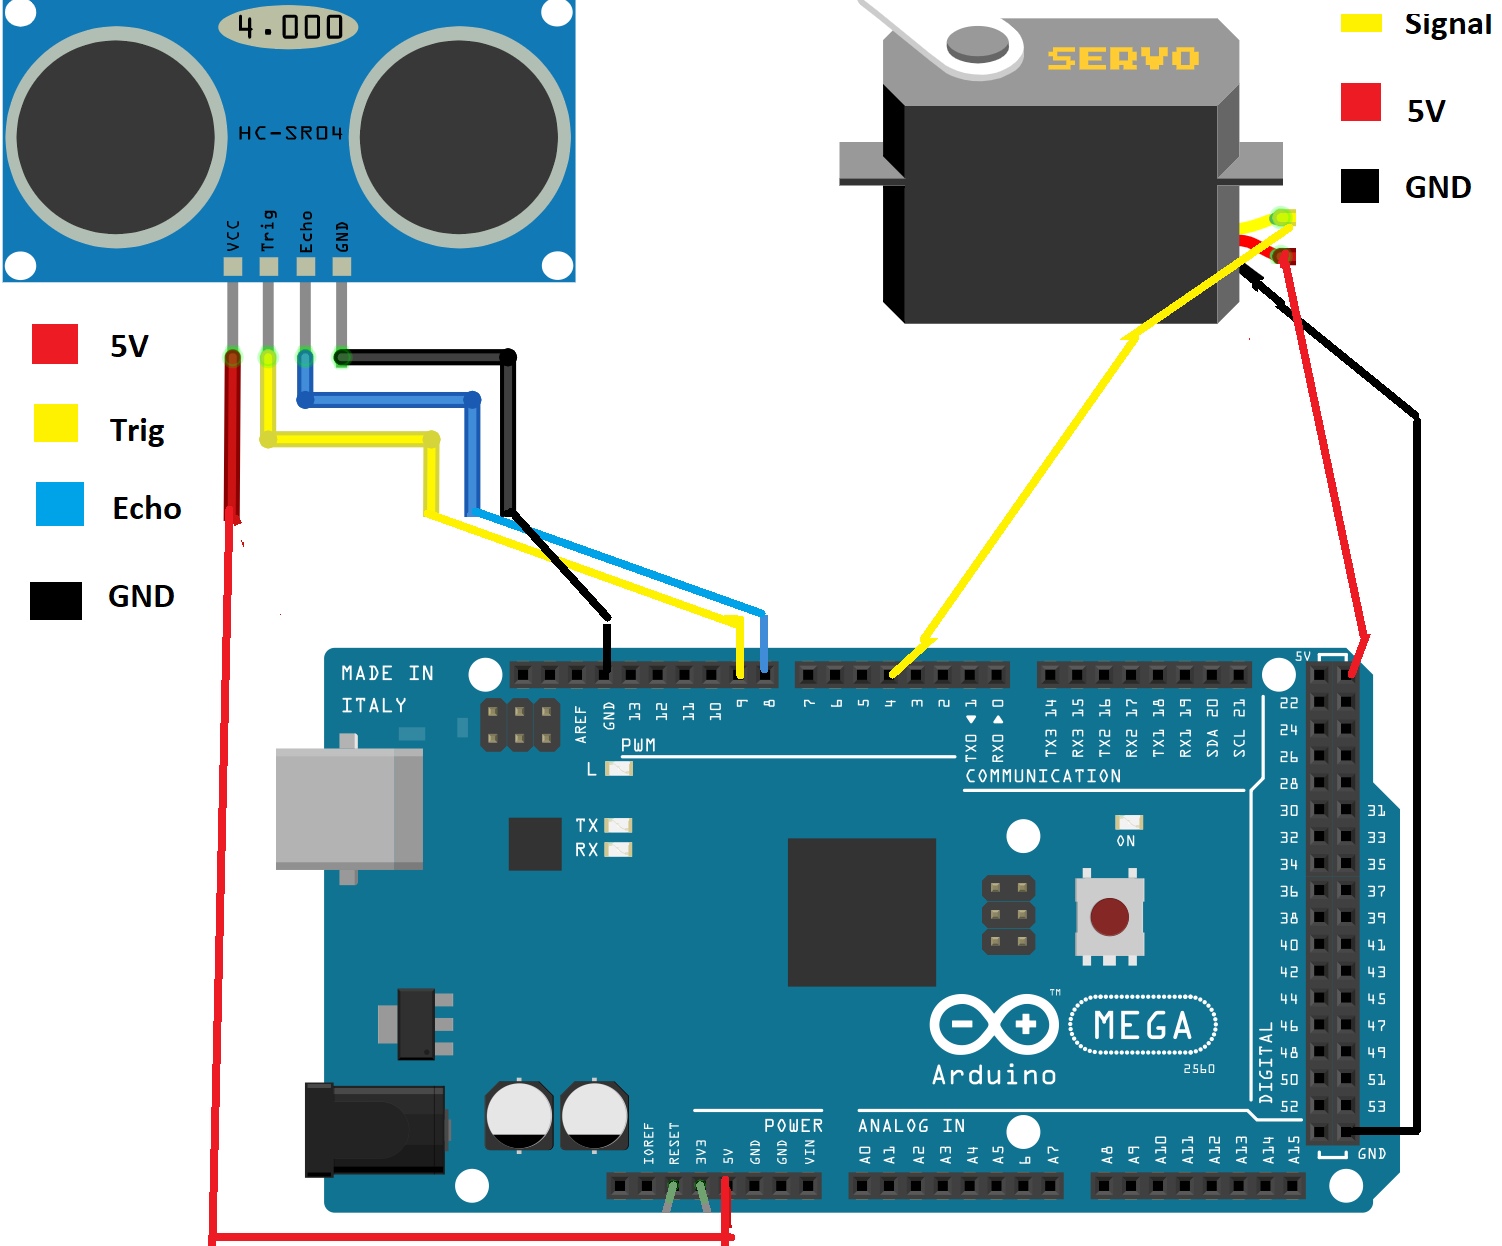 4.000
HC-SR04
VCC
Trig
Echo
GND
5V
Trig
Echo
GND
SERVO
Signal
5V
GND
MADE IN
ITALY
AREF
GND
13
12
11
10
9
8
7
6
5
4
3
2
TX0 1
RX0 0
TX3 14
RX3 15
TX2 16
RX2 17
TX1 18
RX1 19
SDA 20
SCL 21
PWM
COMMUNICATION
L
TX
RX
ON
5V
22
24
26
28
30 31
32 33
34 35
36 37
38 39
40 41
42 43
44 45
46 47
48 49
50 51
52 53
GND
DIGITAL
MEGA
TM
Arduino
2560
POWER
ANALOG IN
IOREF
RESET
3V3
5V
GND
GND
VIN
A0
A1
A2
A3
A4
A5
6
A7
A8
A9
A10
A11
A12
A13
A14
A15